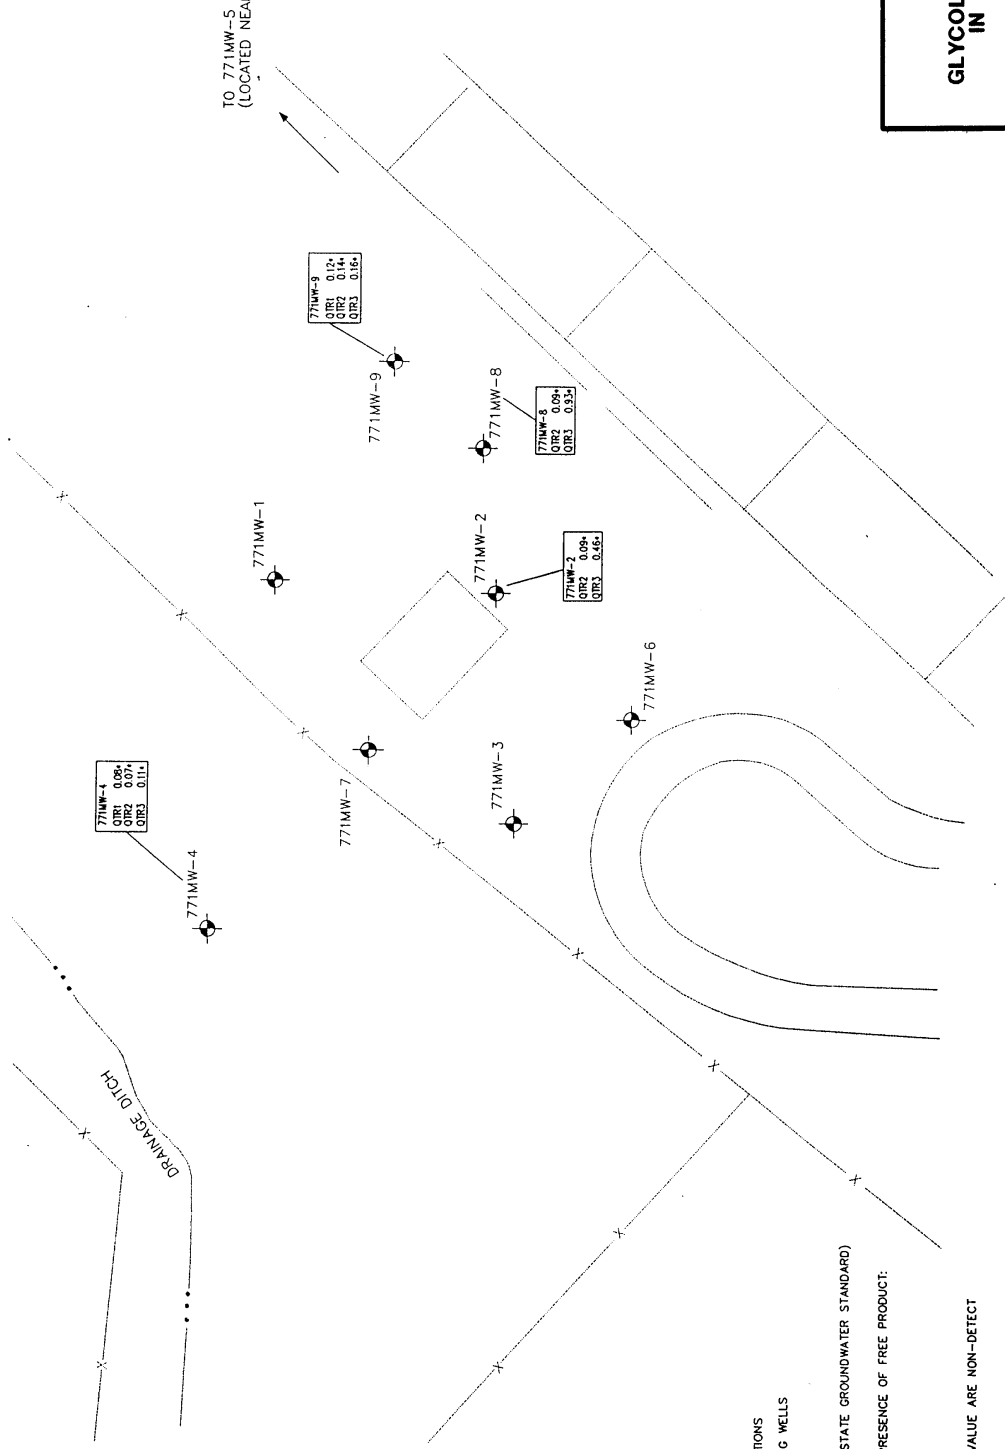 TO 771MW-5
(LOCATED NEA
GLYCOL
IN
771MW-9
QTR1 0.12*
QTR2 0.14*
QTR3 0.16*
771MW-9
771MW-8
771MW-8
QTR2 0.09*
QTR3 0.93*
771MW-1
771MW-2
771MW-2
QTR2 0.09*
QTR3 0.46*
771MW-6
771MW-3
771MW-7
771MW-4
QTR1 0.08*
QTR2 0.07*
QTR3 0.11*
771MW-4
DRAINAGE DITCH
TIONS
G WELLS
STATE GROUNDWATER STANDARD)
RESENCE OF FREE PRODUCT:
VALUE ARE NON-DETECT